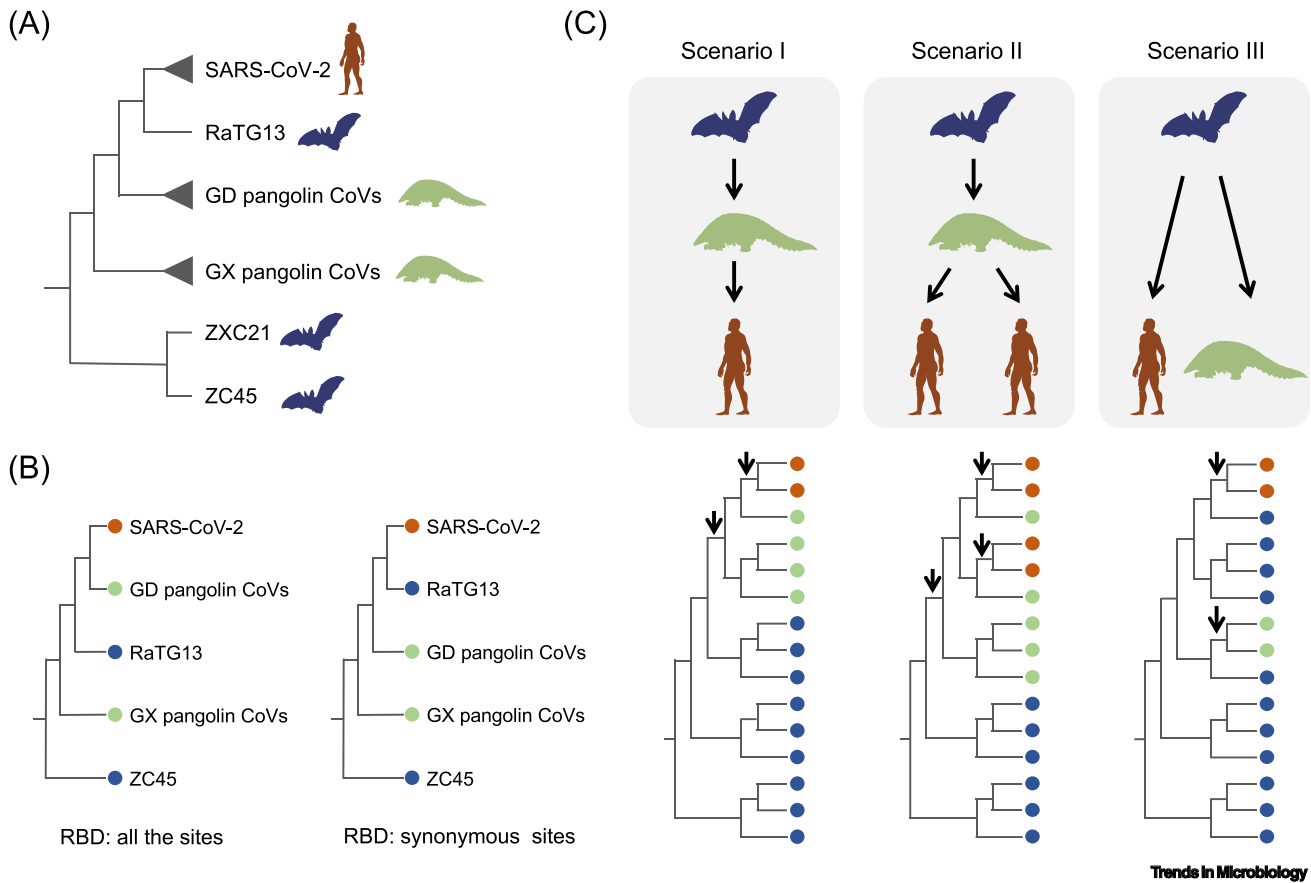 (A)
SARS-CoV-2
RaTG13
GD pangolin CoVs
GX pangolin CoVs
ZXC21
ZC45
(B)
SARS-CoV-2
GD pangolin CoVs
RaTG13
GX pangolin CoVs
ZC45
RBD: all the sites
SARS-CoV-2
RaTG13
GD pangolin CoVs
GX pangolin CoVs
ZC45
RBD: synonymous sites
(C)
Scenario I
Scenario II
Scenario III
Trends in Microbiology